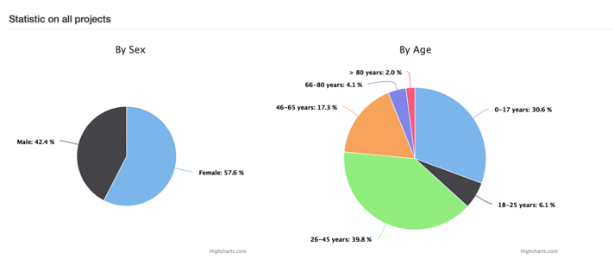 Statistic on all projects
By Sex
Male: 42.4 %
Female: 57.6 %
Highcharts.com
By Age
> 80 years: 2.0 %
66-80 years: 4.1 %
46-65 years: 17.3 %
0-17 years: 30.6 %
18-25 years: 6.1 %
26-45 years: 39.8 %
Highcharts.com